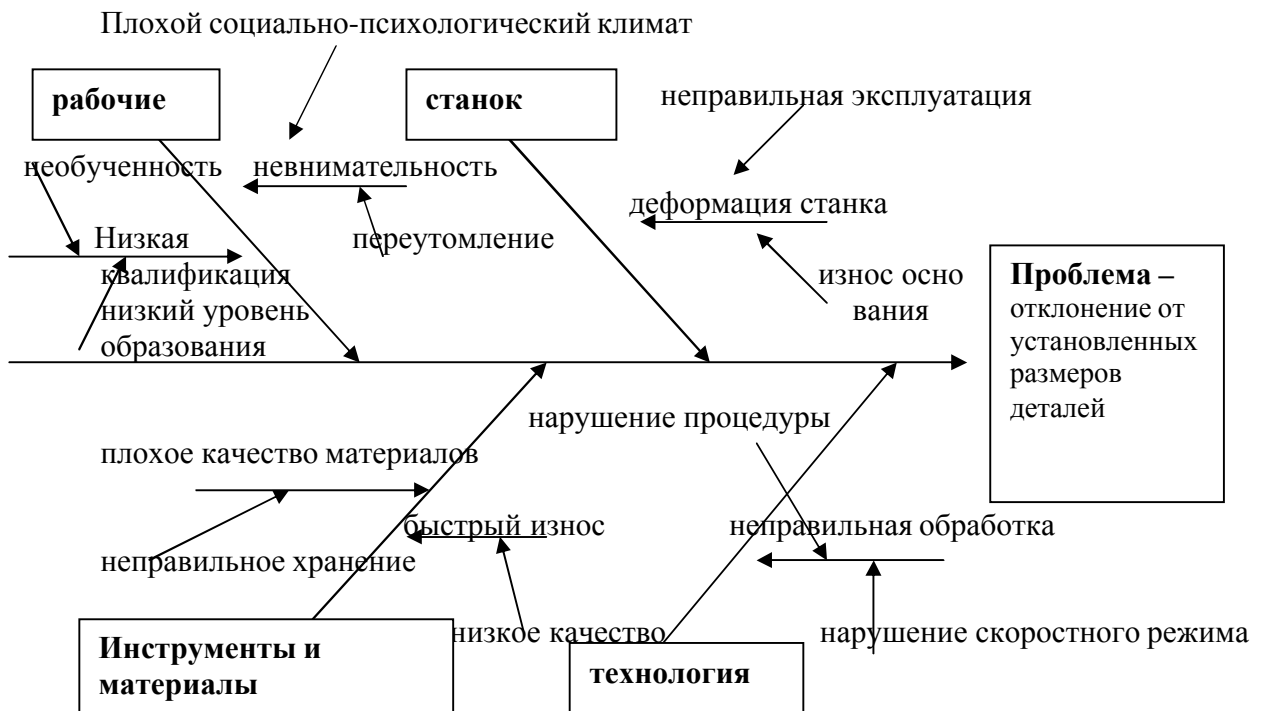 Плохой социально-психологический климат
рабочие
станок
неправильная эксплуатация
необученность
невнимательность
деформация станка
Низкая
квалификация
переутомление
износ осно
вания
низкий уровень
образования
Проблема –
отклонение от
установленных
размеров
деталей
нарушение процедуры
плохое качество материалов
быстрый износ
неправильная обработка
неправильное хранение
низкое качество
нарушение скоростного режима
Инструменты и
материалы
технология